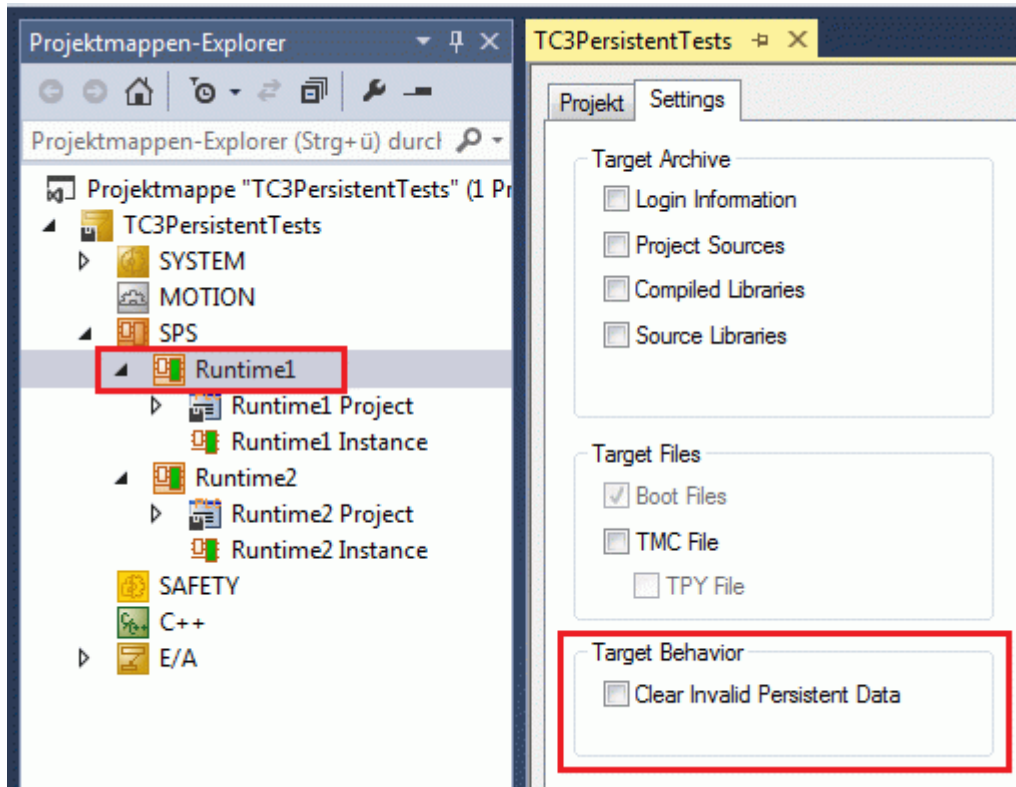 Projektmappen-Explorer
Projektmappen-Explorer (Strg+ü) durcł
Projektmappe "TC3PersistentTests" (1 Pr
TC3PersistentTests
SYSTEM
MOTION
SPS
Runtime1
Runtime1 Project
Runtime1 Instance
Runtime2
Runtime2 Project
Runtime2 Instance
SAFETY
C++
E/A
TC3PersistentTests
Projekt Settings
Target Archive
Login Information
Project Sources
Compiled Libraries
Source Libraries
Target Files
Boot Files
TMC File
TPY File
Target Behavior
Clear Invalid Persistent Data